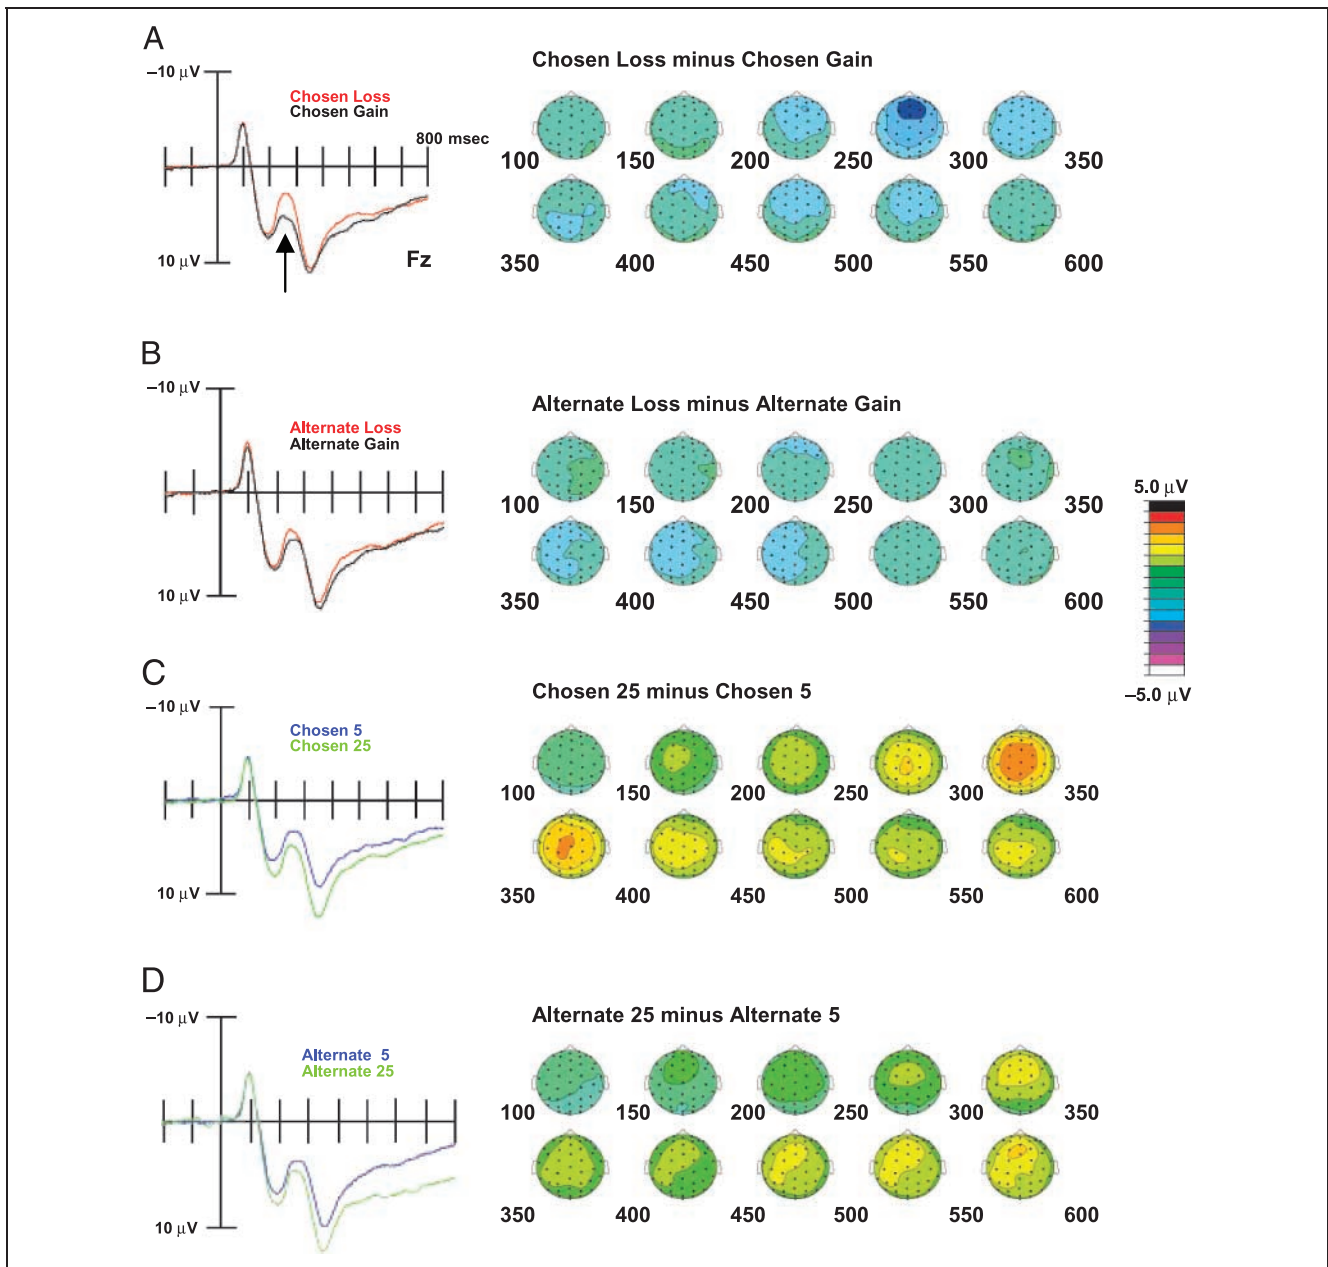 A
Chosen Loss minus Chosen Gain
–10 µV
Chosen Loss
Chosen Gain
800 msec
100 150 200 250 300 350
10 µV
Fz
350 400 450 500 550 600
B
–10 µV
Alternate Loss minus Alternate Gain
Alternate Loss
Alternate Gain
5.0 µV
100 150 200 250 300 350
10 µV
350 400 450 500 550 600
C
Chosen 25 minus Chosen 5
–5.0 µV
–10 µV
Chosen 5
Chosen 25
100 150 200 250 300 350
10 µV
350 400 450 500 550 600
D
Alternate 25 minus Alternate 5
–10 µV
Alternate 5
Alternate 25
100 150 200 250 300 350
10 µV
350 400 450 500 550 600